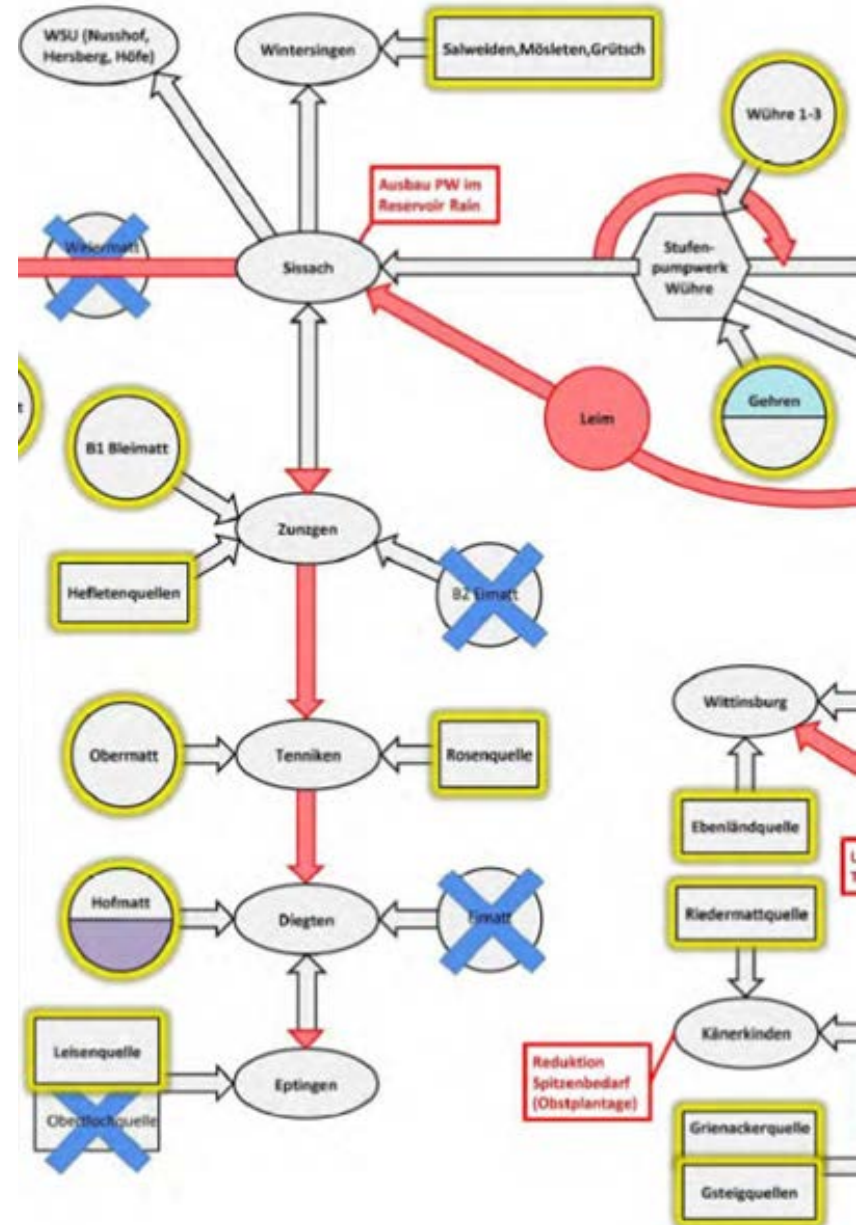 WSU (Nusshof,
Hersberg, Höfe)
Wintersingen
Salweiden,Mösleten,Grütsch
Wühre 1-3
Ausbau PW im
Reservoir Rain
Sissach
Stufen-
pumpwerk
Wühre
Gehren
Leim
t
B1 Bleimatt
Zunzgen
Hefletenquellen
B2 Eimatt
Wittinsburg
Obermatt
Tenniken
Rosenquelle
Ebenländquelle
U
T
Hofmatt
Diegten
Eimatt
Riedermattquelle
Leisenquelle
Eptingen
Känerkinden
Reduktion
Spitzenbedarf
(Obstplantage)
Grienackerquelle
Gsteigquellen